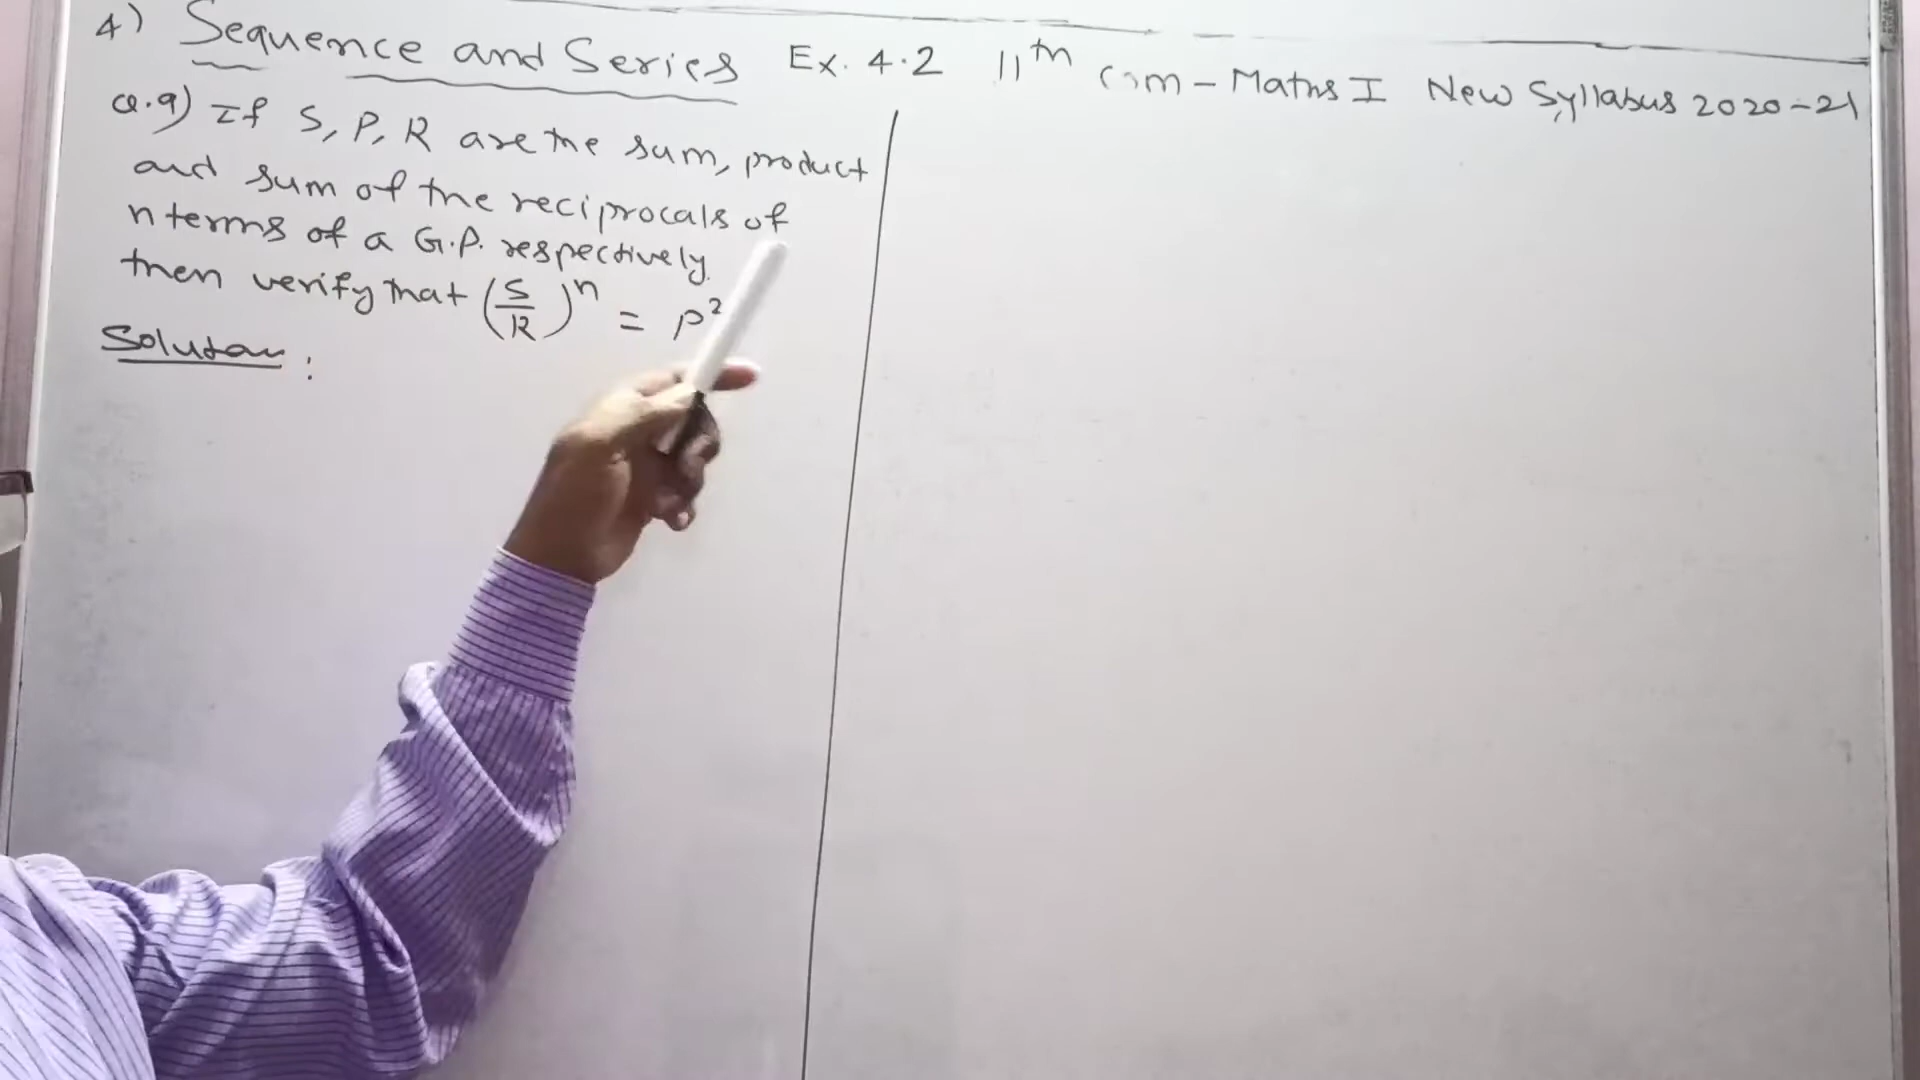 4) Sequence and Series Ex. 4.2 11th Com - Maths I New Syllabus 2020-21
Q.9) If S, P, R are the sum, product
and sum of the reciprocals of
n terms of a G.P. respectively.
then verify that (S/R)^n = P²
Solution :